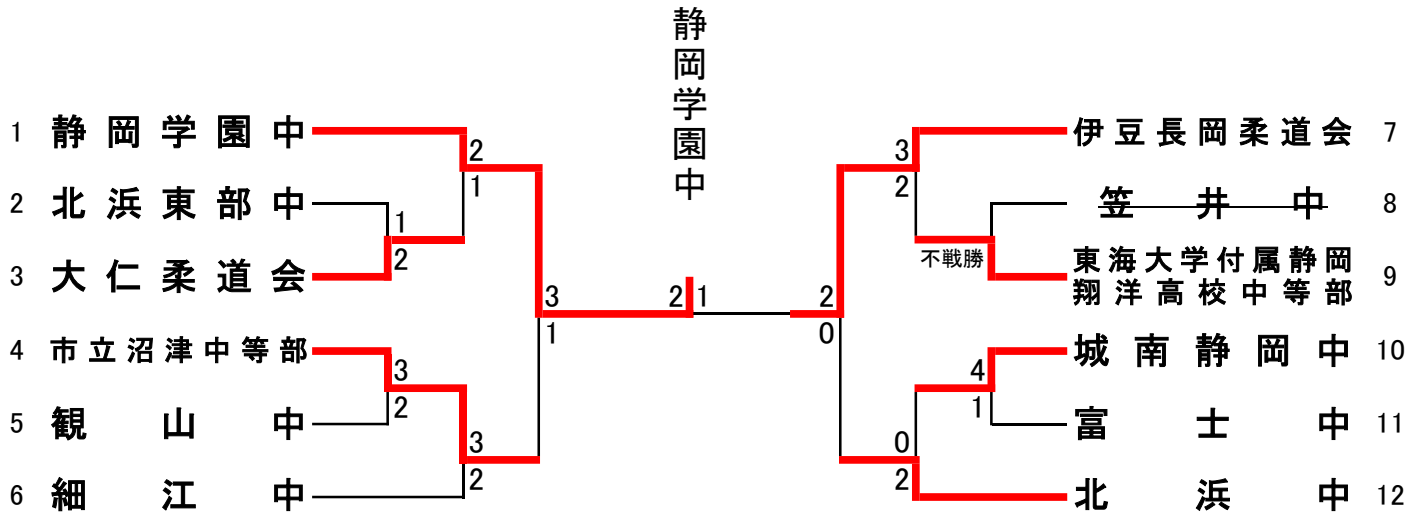 静岡学園中
1 静岡学園中
2 北浜東部中
3 大仁柔道会
4 市立沼津中等部
5 観山中
6 細江中
2
1
1
2
3
1
3
2
3
2
2 1
3
2
不戦勝
2
0
4
1
0
2
伊豆長岡柔道会 7
笠井中 8
東海大学付属静岡
翔洋高校中等部 9
城南静岡中 10
富士中 11
北浜中 12